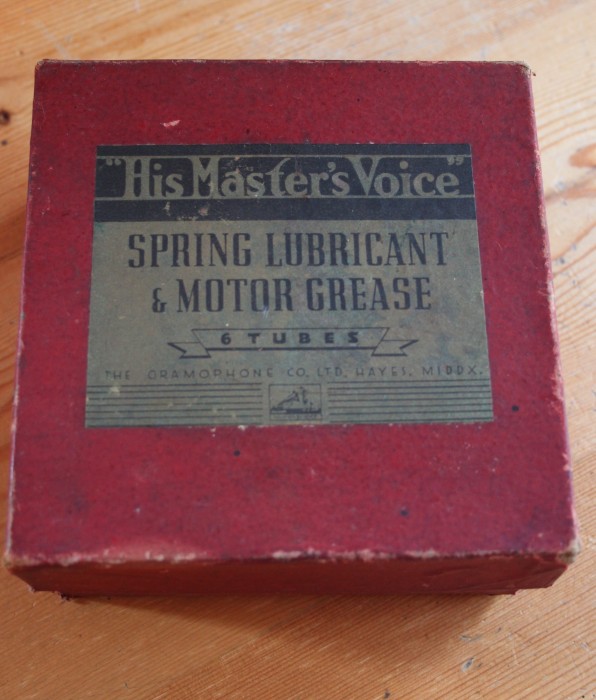 "His Master's Voice"
SPRING LUBRICANT
& MOTOR GREASE
6 TUBES
THE GRAMOPHONE CO. LTD. HAYES. MIDDX.